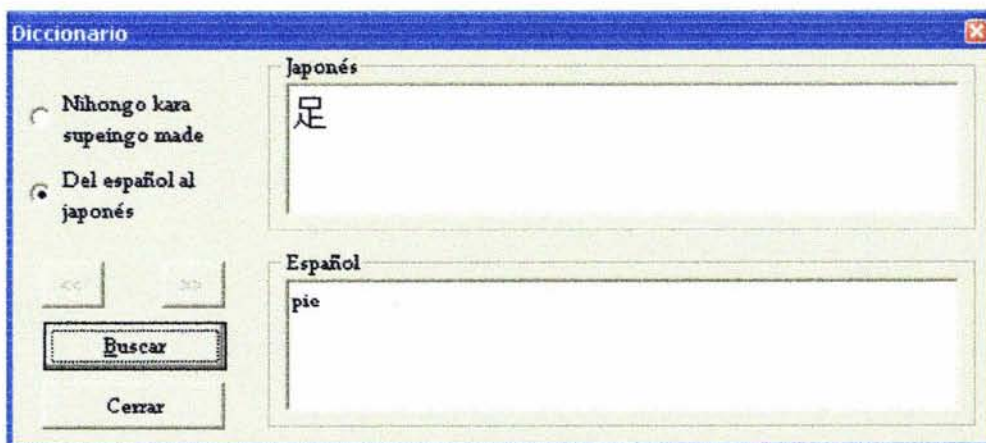 Diccionario
Nihongo kara
supeingo made
Del español al
japonés
<<
>>
Buscar
Cerrar
Japonés
足
Español
pie